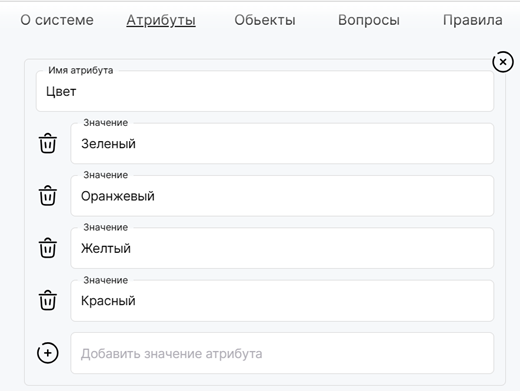 О системе Атрибуты Обьекты Вопросы Правила
Имя атрибута
Цвет
Значение
Зеленый
Значение
Оранжевый
Значение
Желтый
Значение
Красный
Добавить значение атрибута